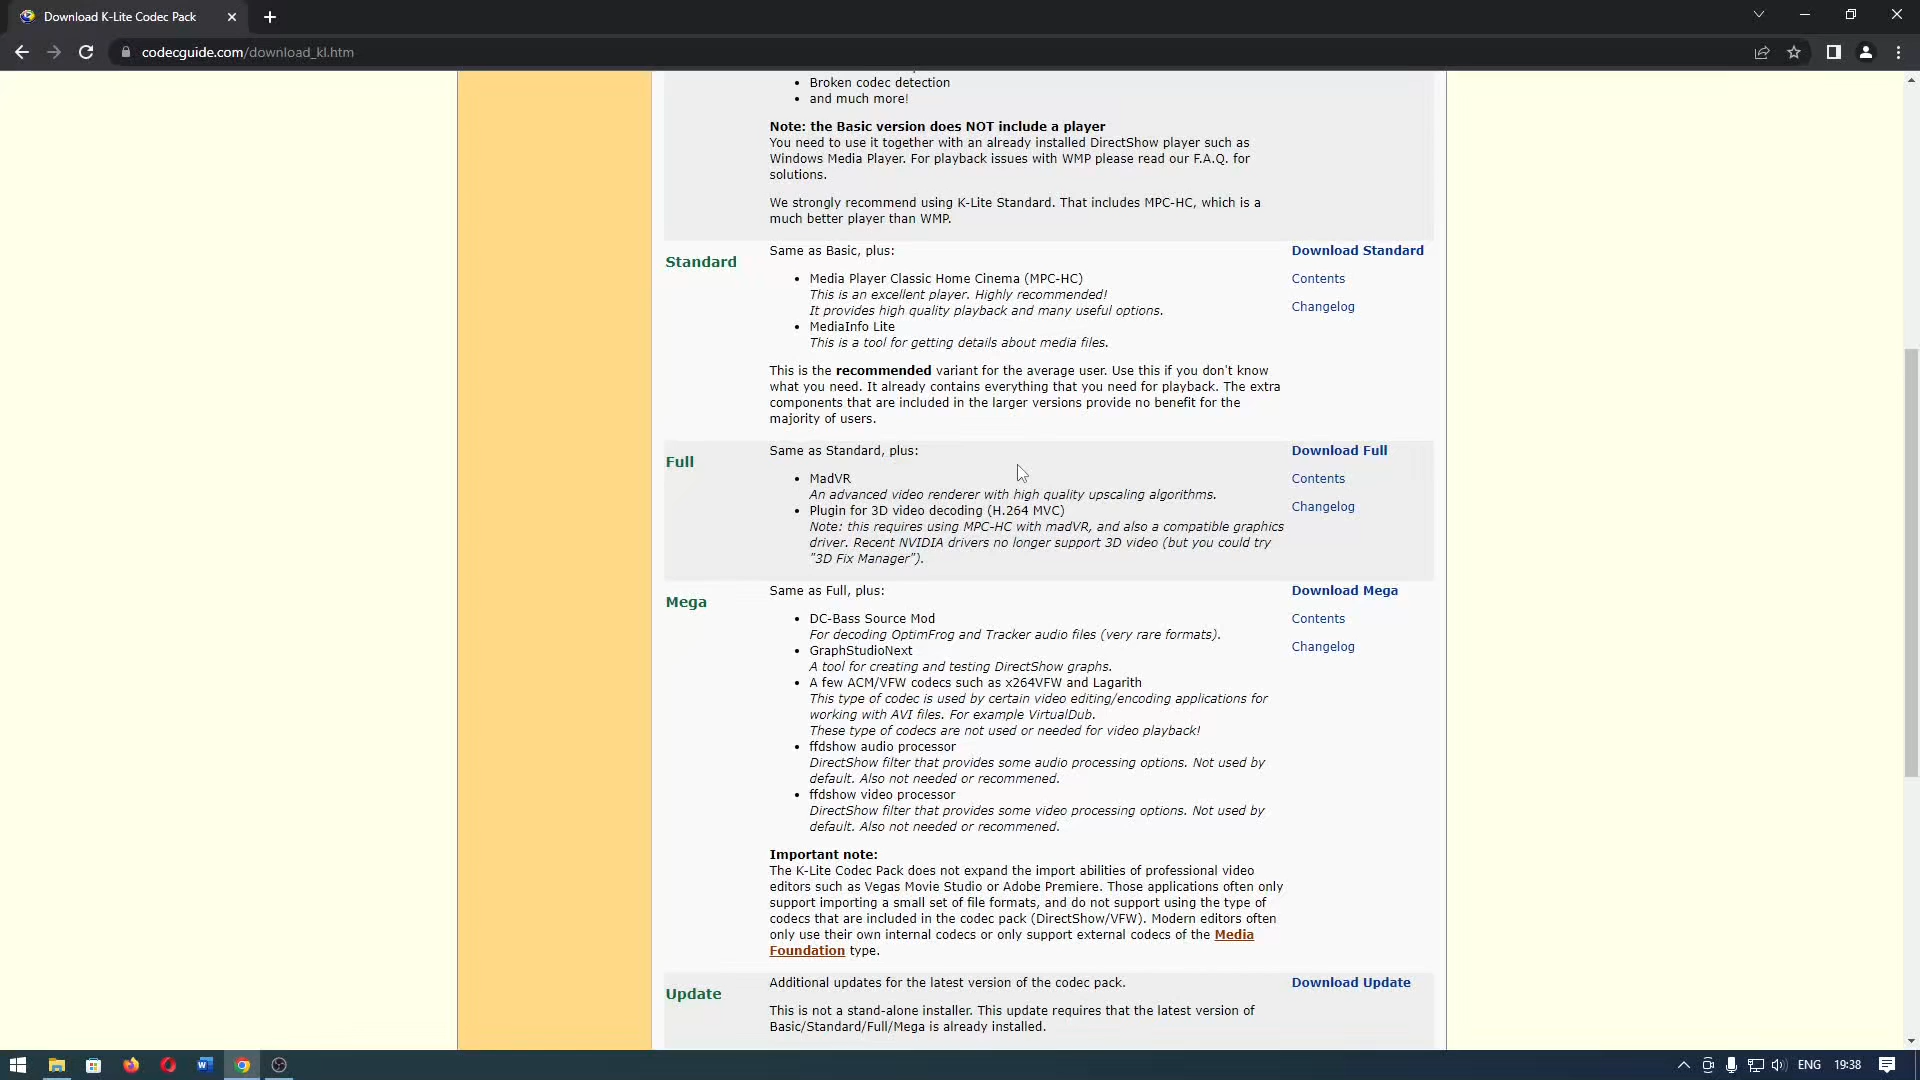 Download K-Lite Codec Pack
codecguide.com/download_kl.htm
Broken codec detection
and much more!
Note: the Basic version does NOT include a player
You need to use it together with an already installed DirectShow player such as
Windows Media Player. For playback issues with WMP please read our F.A.Q. for
solutions.
We strongly recommend using K-Lite Standard. That includes MPC-HC, which is a
much better player than WMP.
Standard
Same as Basic, plus:
Download Standard
Media Player Classic Home Cinema (MPC-HC)
Contents
This is an excellent player. Highly recommended!
It provides high quality playback and many useful options.
Changelog
MediaInfo Lite
This is a tool for getting details about media files.
This is the recommended variant for the average user. Use this if you don't know
what you need. It already contains everything that you need for playback. The extra
components that are included in the larger versions provide no benefit for the
majority of users.
Full
Same as Standard, plus:
Download Full
MadVR
Contents
An advanced video renderer with high quality upscaling algorithms.
Plugin for 3D video decoding (H.264 MVC)
Changelog
Note: this requires using MPC-HC with madVR, and also a compatible graphics
driver. Recent NVIDIA drivers no longer support 3D video (but you could try
"3D Fix Manager").
Mega
Same as Full, plus:
Download Mega
DC-Bass Source Mod
Contents
For decoding OptimFrog and Tracker audio files (very rare formats).
GraphStudioNext
Changelog
A tool for creating and testing DirectShow graphs.
A few ACM/VFW codecs such as x264VFW and Lagarith
This type of codec is used by certain video editing/encoding applications for
working with AVI files. For example VirtualDub.
These type of codecs are not used or needed for video playback!
ffdshow audio processor
DirectShow filter that provides some audio processing options. Not used by
default. Also not needed or recommened.
ffdshow video processor
DirectShow filter that provides some video processing options. Not used by
default. Also not needed or recommened.
Important note:
The K-Lite Codec Pack does not expand the import abilities of professional video
editors such as Vegas Movie Studio or Adobe Premiere. Those applications often only
support importing a small set of file formats, and do not support using the type of
codecs that are included in the codec pack (DirectShow/VFW). Modern editors often
only use their own internal codecs or only support external codecs of the Media
Foundation type.
Update
Additional updates for the latest version of the codec pack.
Download Update
This is not a stand-alone installer. This update requires that the latest version of
Basic/Standard/Full/Mega is already installed.
ENG
19:38